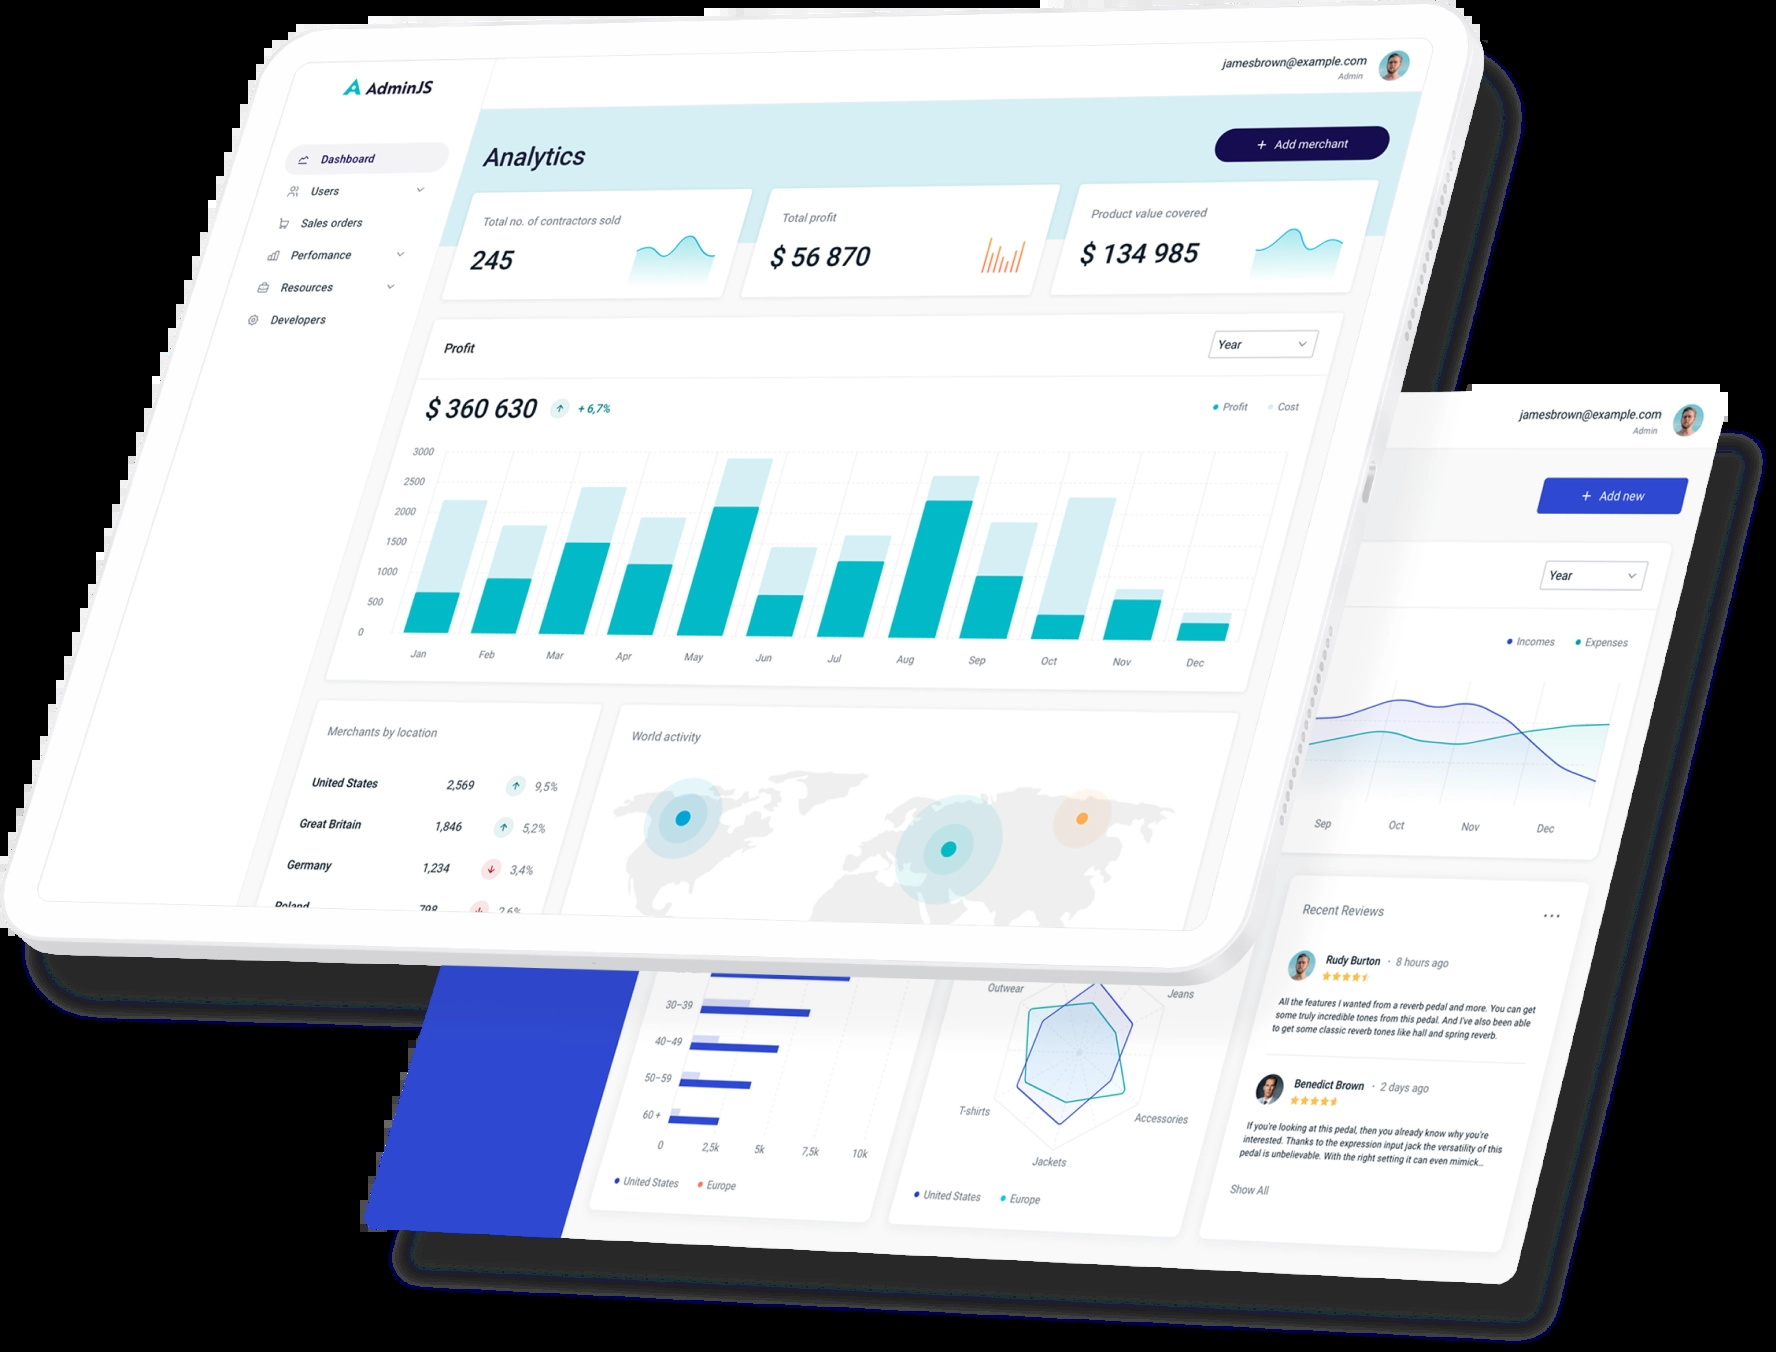 AdminJS
jamesbrown@example.com
Admin
Dashboard
Users
Sales orders
Perfomance
Resources
Developers
Analytics
+ Add merchant
Total no. of contractors sold
245
Total profit
$ 56 870
Product value covered
$ 134 985
Profit
Year
$ 360 630
+ 6,7%
Profit
Cost
3000
2500
2000
1500
1000
500
0
Jan Feb Mar Apr May Jun Jul Aug Sep Oct Nov Dec
Merchants by location
United States 2,569 9,5%
Great Britain 1,846 5,2%
Germany 1,234 3,4%
Poland 798 2,6%
World activity
jamesbrown@example.com
Admin
+ Add new
Year
Incomes
Expenses
Sep Oct Nov Dec
30–39
40–49
50–59
60 +
0 2,5k 5k 7,5k 10k
United States
Europe
Outwear
Jeans
T-shirts
Accessories
Jackets
United States
Europe
Recent Reviews
Rudy Burton · 8 hours ago
All the features I wanted from a reverb pedal and more. You can get
some truly incredible tones from this pedal. And I've also been able
to get some classic reverb tones like hall and spring reverb.
Benedict Brown · 2 days ago
If you're looking at this pedal, then you already know why you're
interested. Thanks to the expression input jack the versatility of this
pedal is unbelievable. With the right setting it can even mimick...
Show All